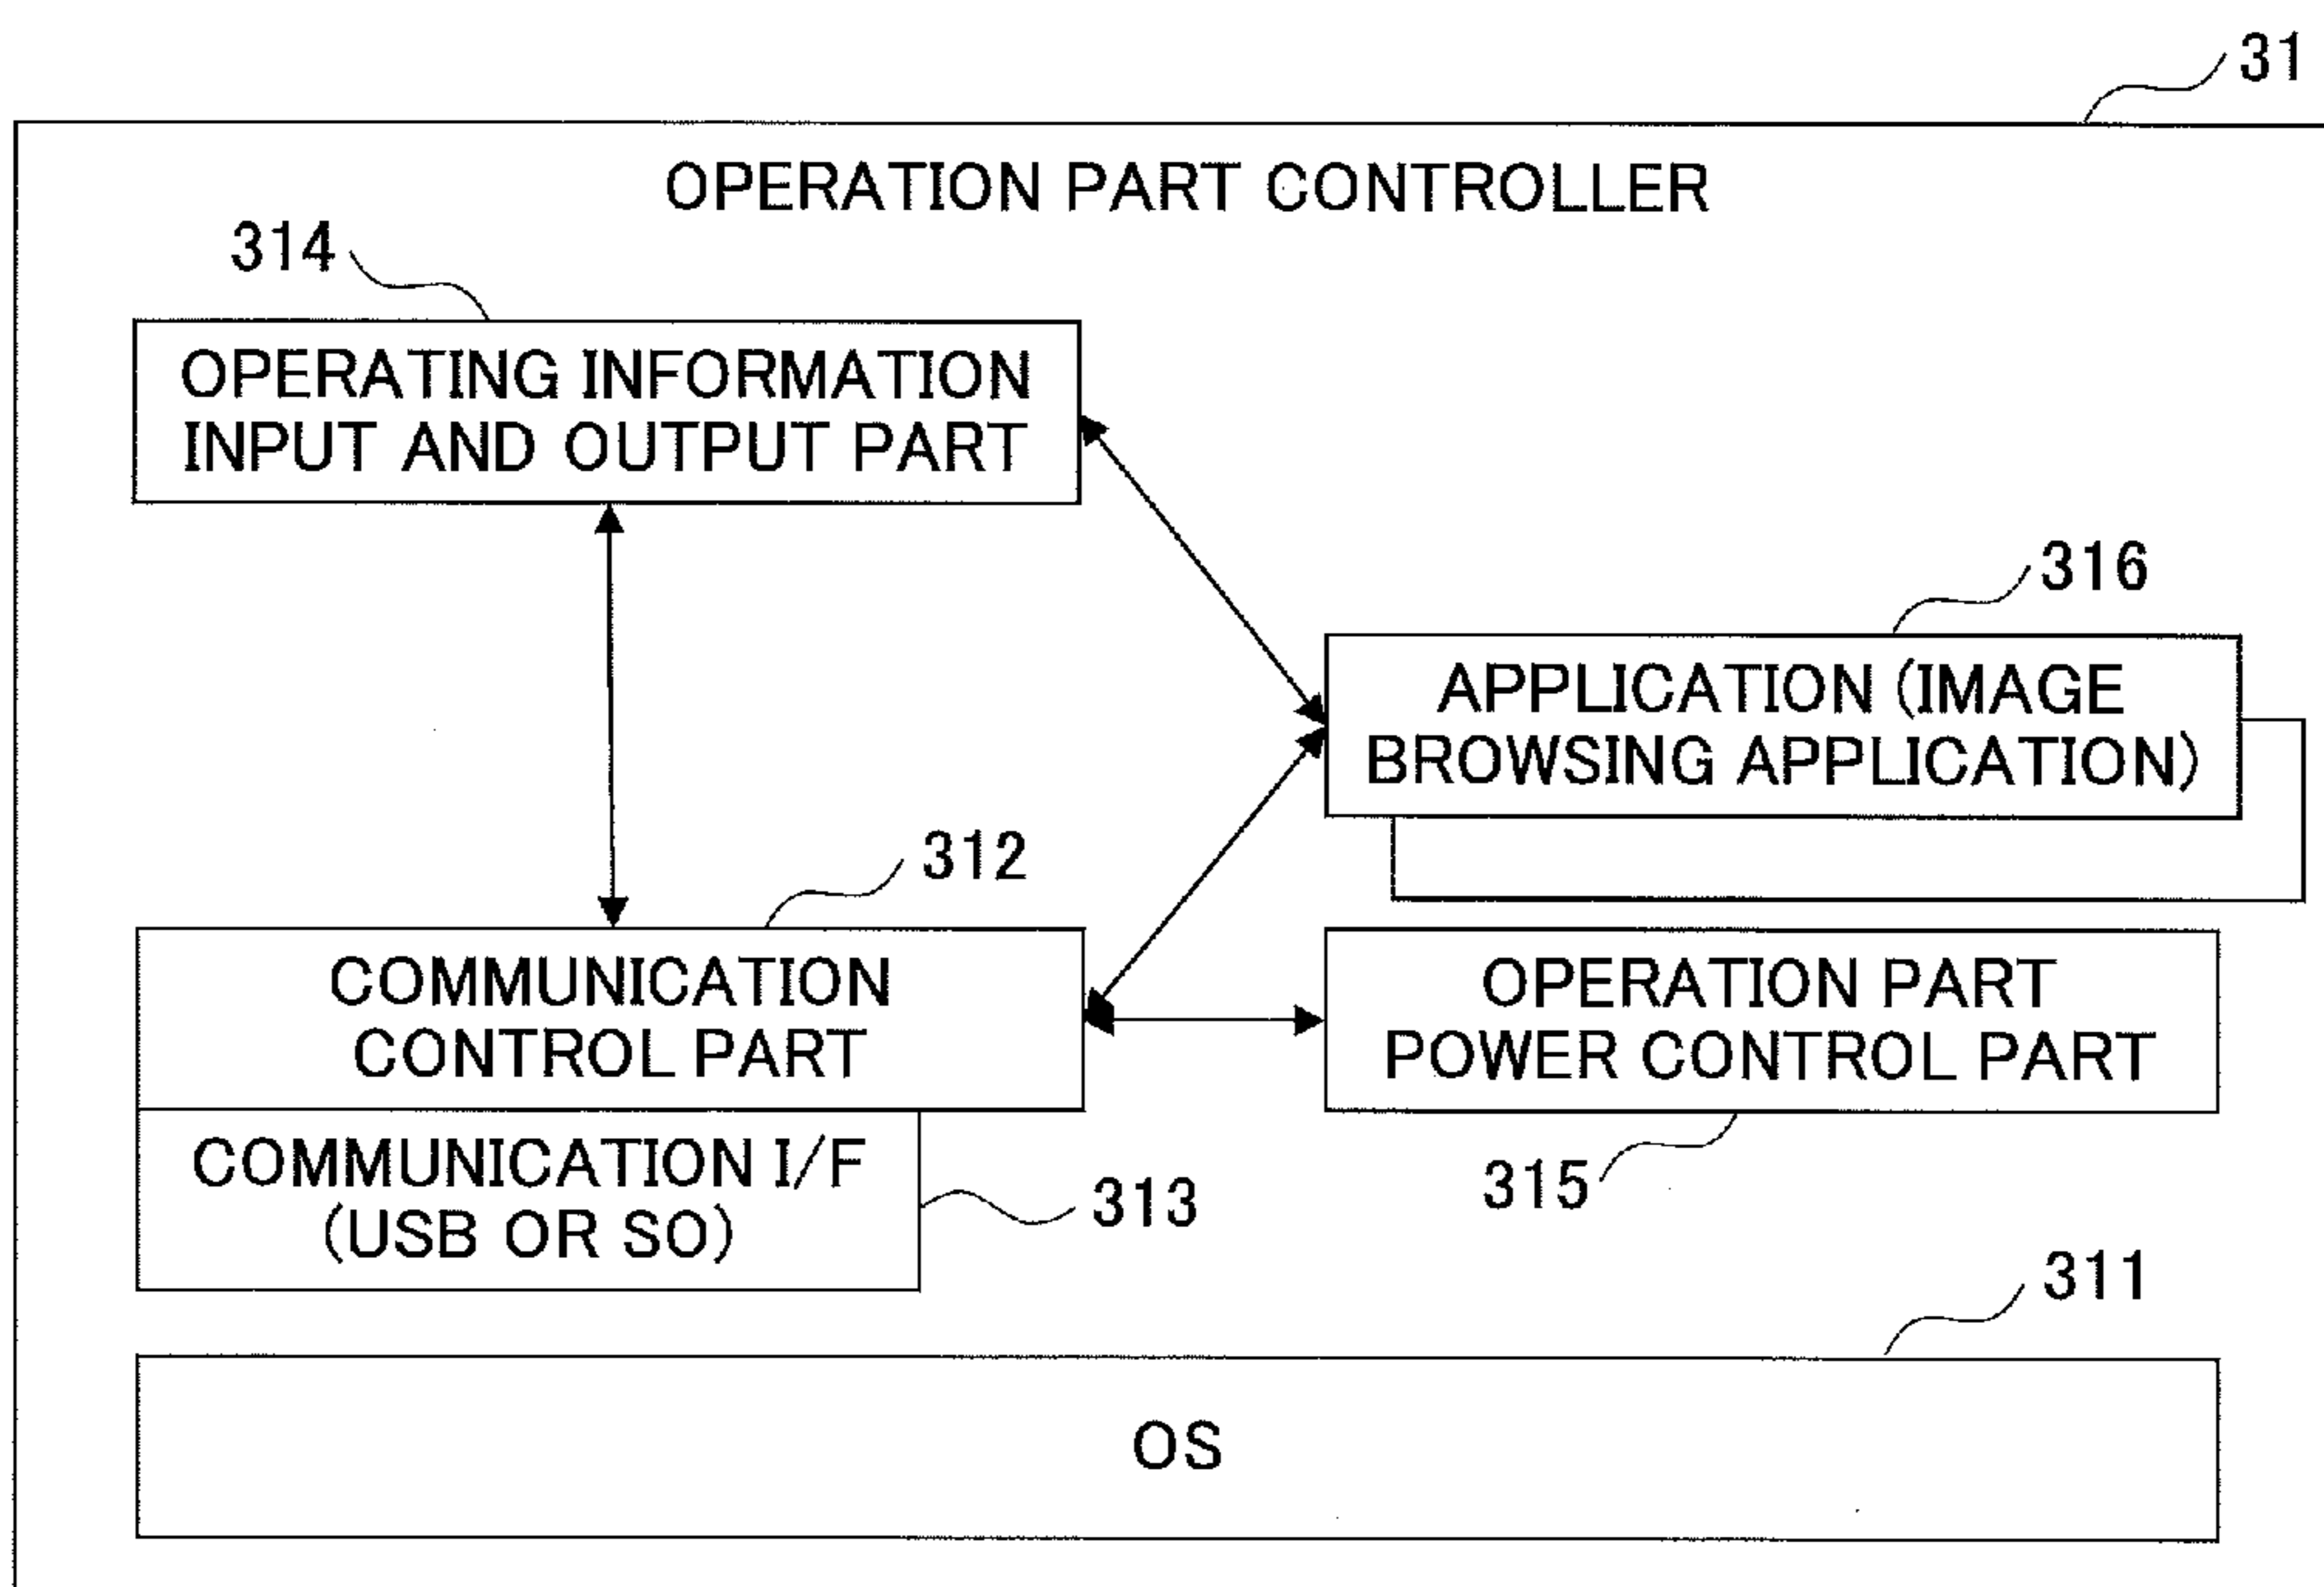 31
OPERATION PART CONTROLLER
314
OPERATING INFORMATION
INPUT AND OUTPUT PART
316
APPLICATION (IMAGE
BROWSING APPLICATION)
312
COMMUNICATION
CONTROL PART
OPERATION PART
POWER CONTROL PART
COMMUNICATION I/F
(USB OR SO)
313
315
311
OS